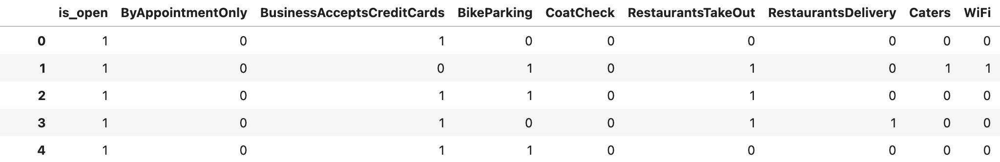 is_open ByAppointmentOnly BusinessAcceptsCreditCards BikeParking CoatCheck RestaurantsTakeOut RestaurantsDelivery Caters WiFi
0 1 0 1 0 0 0 0 0 0
1 1 0 0 1 0 1 0 1 1
2 1 0 1 1 0 1 0 0 0
3 1 0 1 0 0 1 1 0 0
4 1 0 1 1 0 0 0 0 0